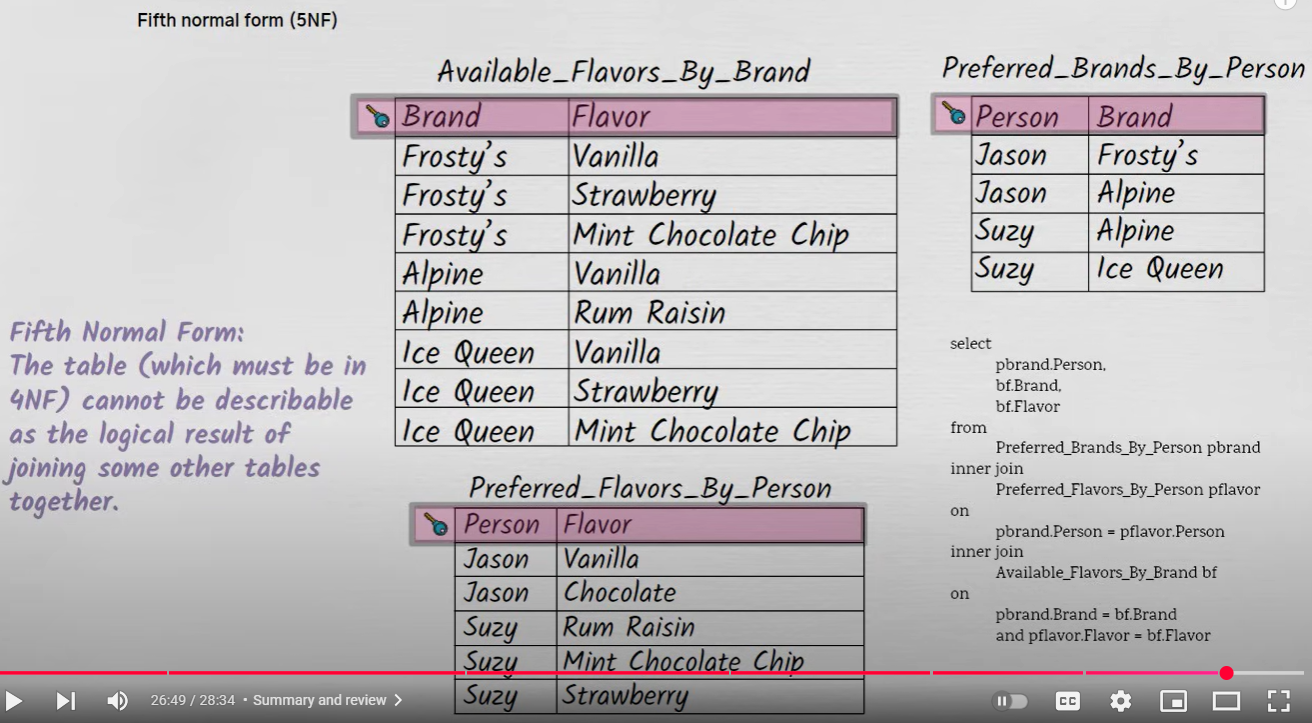 Fifth normal form (5NF)
Available_Flavors_By_Brand
Brand Flavor
Frosty's Vanilla
Frosty's Strawberry
Frosty's Mint Chocolate Chip
Alpine Vanilla
Alpine Rum Raisin
Ice Queen Vanilla
Ice Queen Strawberry
Ice Queen Mint Chocolate Chip
Preferred_Brands_By_Person
Person Brand
Jason Frosty's
Jason Alpine
Suzy Alpine
Suzy Ice Queen
Fifth Normal Form:
The table (which must be in
4NF) cannot be describable
as the logical result of
joining some other tables
together.
Preferred_Flavors_By_Person
Person Flavor
Jason Vanilla
Jason Chocolate
Suzy Rum Raisin
Suzy Mint Chocolate Chip
Suzy Strawberry
select
pbrand.Person,
bf.Brand,
bf.Flavor
from
Preferred_Brands_By_Person pbrand
inner join
Preferred_Flavors_By_Person pflavor
on
pbrand.Person = pflavor.Person
inner join
Available_Flavors_By_Brand bf
on
pbrand.Brand = bf.Brand
and pflavor.Flavor = bf.Flavor
26:49 / 28:34 • Summary and review
CC